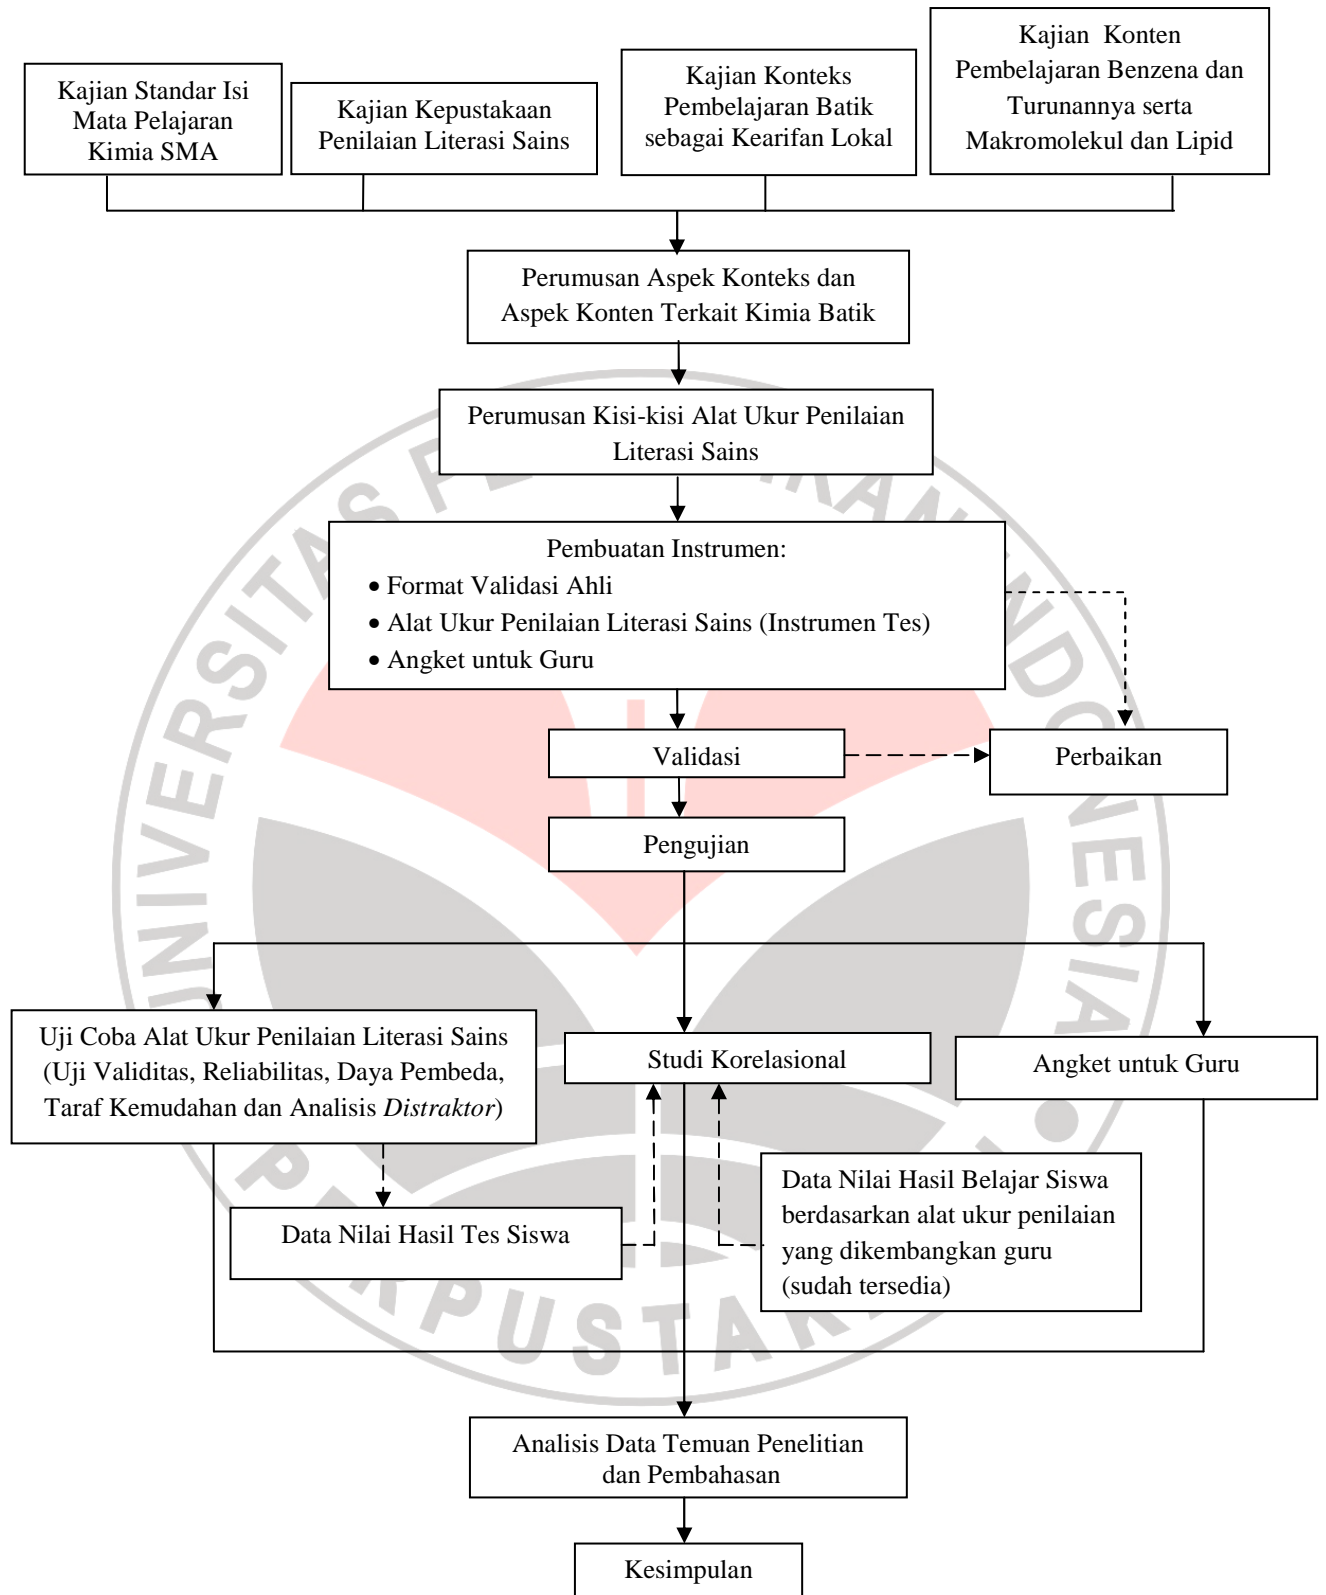 Kajian Standar Isi
Mata Pelajaran
Kimia SMA
Kajian Kepustakaan
Penilaian Literasi Sains
Kajian Konteks
Pembelajaran Batik
sebagai Kearifan Lokal
Kajian Konten
Pembelajaran Benzena dan
Turunannya serta
Makromolekul dan Lipid
Perumusan Aspek Konteks dan
Aspek Konten Terkait Kimia Batik
Perumusan Kisi-kisi Alat Ukur Penilaian
Literasi Sains
Pembuatan Instrumen:
• Format Validasi Ahli
• Alat Ukur Penilaian Literasi Sains (Instrumen Tes)
• Angket untuk Guru
Validasi
Perbaikan
Pengujian
Uji Coba Alat Ukur Penilaian Literasi Sains
(Uji Validitas, Reliabilitas, Daya Pembeda,
Taraf Kemudahan dan Analisis Distraktor)
Studi Korelasional
Angket untuk Guru
Data Nilai Hasil Tes Siswa
Data Nilai Hasil Belajar Siswa
berdasarkan alat ukur penilaian
yang dikembangkan guru
(sudah tersedia)
Analisis Data Temuan Penelitian
dan Pembahasan
Kesimpulan